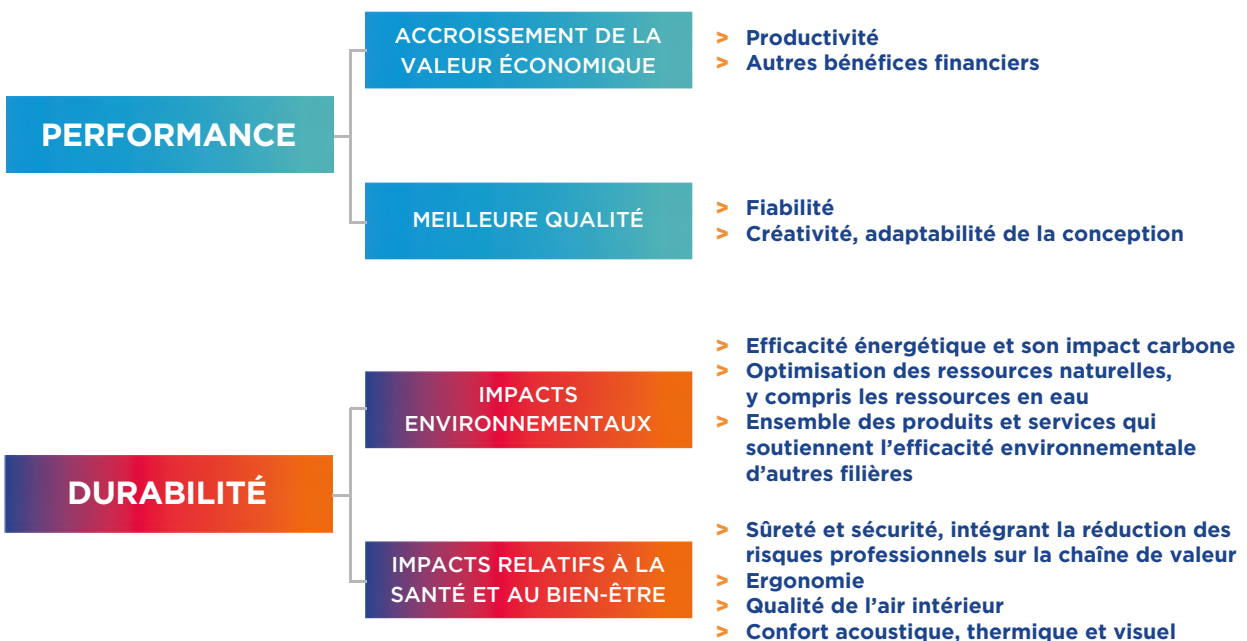 PERFORMANCE
ACCROISSEMENT DE LA
VALEUR ÉCONOMIQUE
> Productivité
> Autres bénéfices financiers
MEILLEURE QUALITÉ
> Fiabilité
> Créativité, adaptabilité de la conception
DURABILITÉ
IMPACTS
ENVIRONNEMENTAUX
> Efficacité énergétique et son impact carbone
> Optimisation des ressources naturelles,
y compris les ressources en eau
> Ensemble des produits et services qui
soutiennent l’efficacité environnementale
d’autres filières
IMPACTS RELATIFS À LA
SANTÉ ET AU BIEN-ÊTRE
> Sûreté et sécurité, intégrant la réduction des
risques professionnels sur la chaîne de valeur
> Ergonomie
> Qualité de l’air intérieur
> Confort acoustique, thermique et visuel